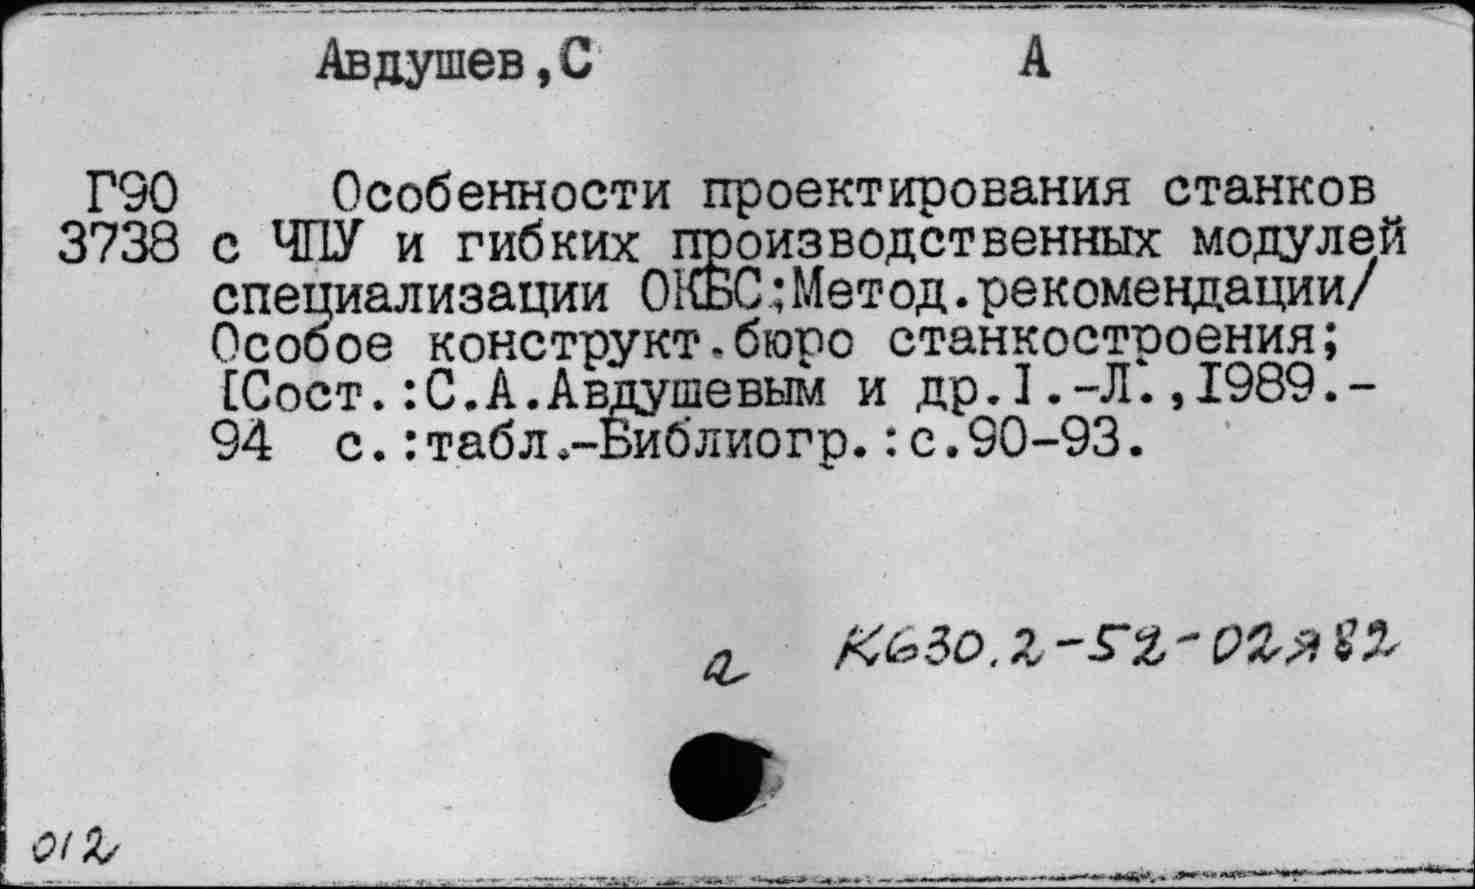 Авдушев,С А
Г90 Особенности проектирования станков
3738 с ЧПУ и гибких производственных модулей
специализации ОКБС:Метод.рекомендации/
Особое конструкт.бюро станкостроения;
[Сост.:С.А.Авдушевым и др.].-Л.,1989.-
94 с.:табл.-Библиогр.:с.90-93.
К630.2-52-02я82
012